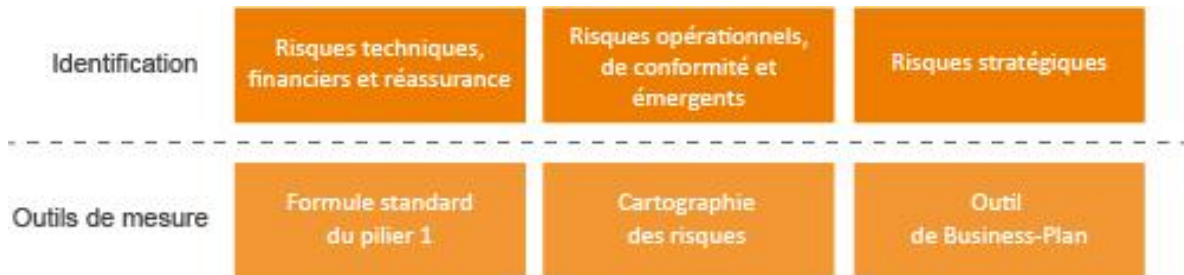 Identification
Risques techniques,
financiers et réassurance
Risques opérationnels,
de conformité et
émergents
Risques stratégiques
Outils de mesure
Formule standard
du pilier 1
Cartographie
des risques
Outil
de Business-Plan